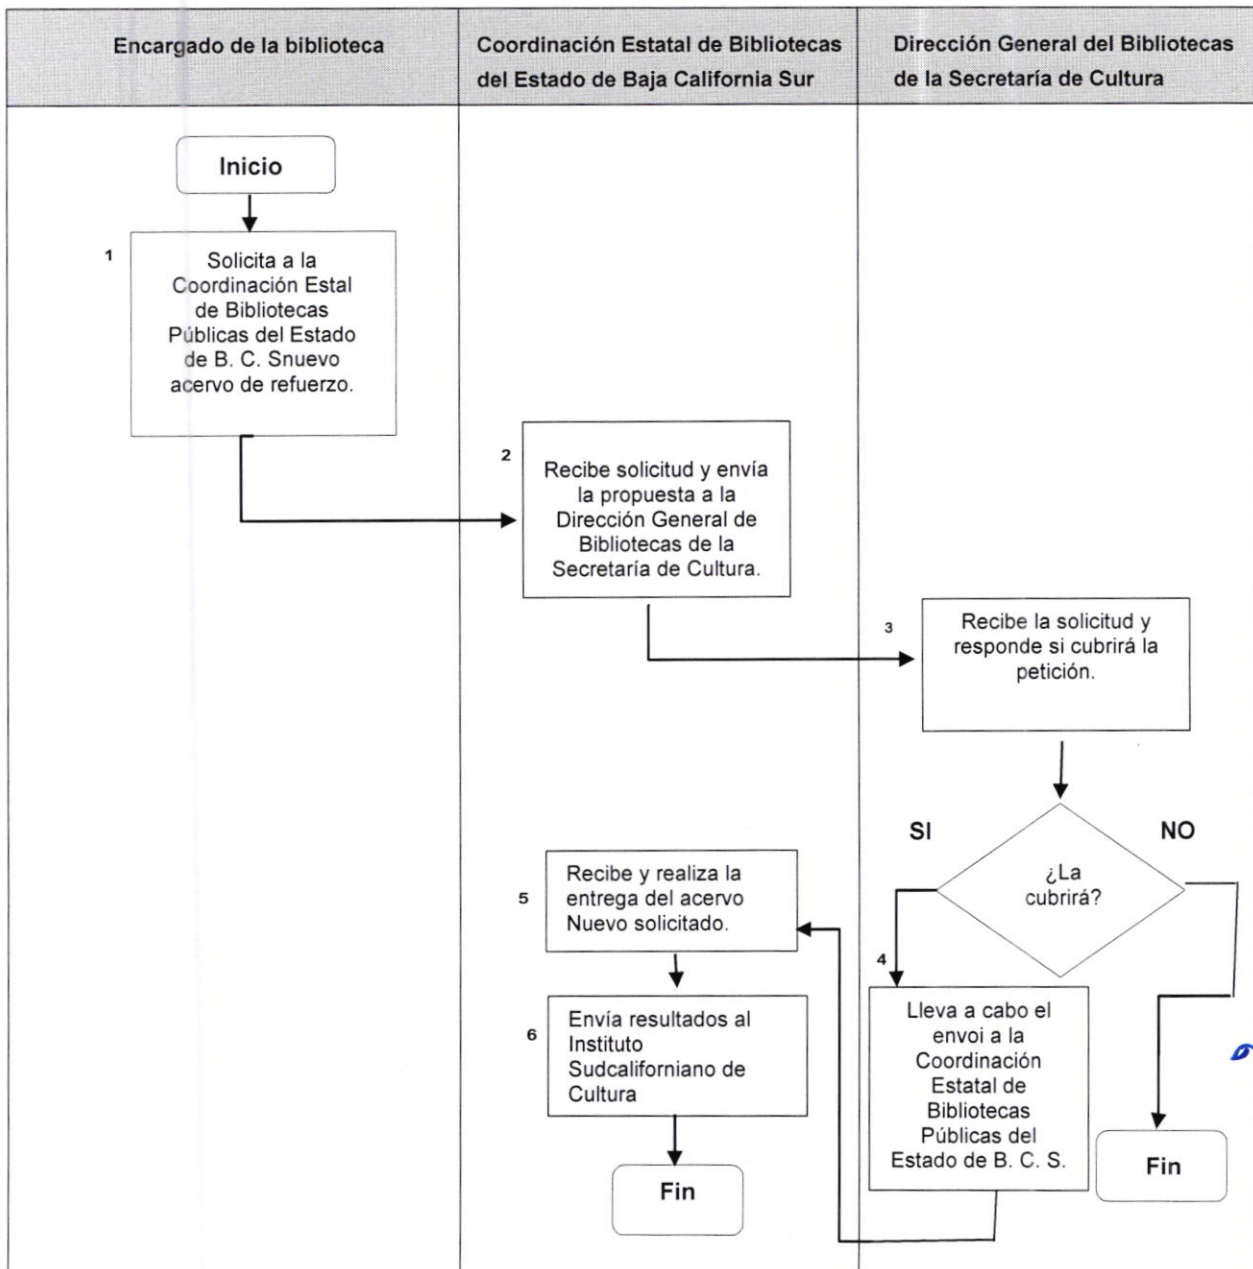 Encargado de la biblioteca
Coordinación Estatal de Bibliotecas
del Estado de Baja California Sur
Dirección General del Bibliotecas
de la Secretaría de Cultura
Inicio
1
Solicita a la
Coordinación Estal
de Bibliotecas
Públicas del Estado
de B. C. Snuevo
acervo de refuerzo.
2
Recibe solicitud y envía
la propuesta a la
Dirección General de
Bibliotecas de la
Secretaría de Cultura.
3
Recibe la solicitud y
responde si cubrirá la
petición.
SI
NO
¿La
cubrirá?
4
Lleva a cabo el
envoi a la
Coordinación
Estatal de
Bibliotecas
Públicas del
Estado de B. C. S.
Fin
5
Recibe y realiza la
entrega del acervo
Nuevo solicitado.
6
Envía resultados al
Instituto
Sudcaliforniano de
Cultura
Fin